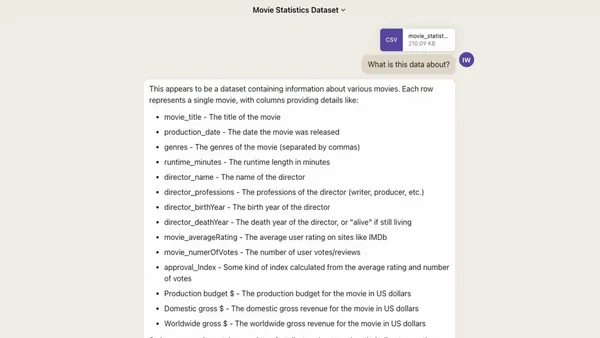 Movie Statistics Dataset
CSV
movie_statist...
210.09 KB
What is this data about?
IW
This appears to be a dataset containing information about various movies. Each row
represents a single movie, with columns providing details like:
• movie_title - The title of the movie
• production_date - The date the movie was released
• genres - The genres of the movie (separated by commas)
• runtime_minutes - The runtime length in minutes
• director_name - The name of the director
• director_professions - The professions of the director (writer, producer, etc.)
• director_birthYear - The birth year of the director
• director_deathYear - The death year of the director, or "alive" if still living
• movie_averageRating - The average user rating on sites like IMDb
• movie_numerOfVotes - The number of user votes/reviews
• approval_Index - Some kind of index calculated from the average rating and number
of votes
• Production budget $ - The production budget for the movie in US dollars
• Domestic gross $ - The domestic gross revenue for the movie in US dollars
• Worldwide gross $ - The worldwide gross revenue for the movie in US dollars